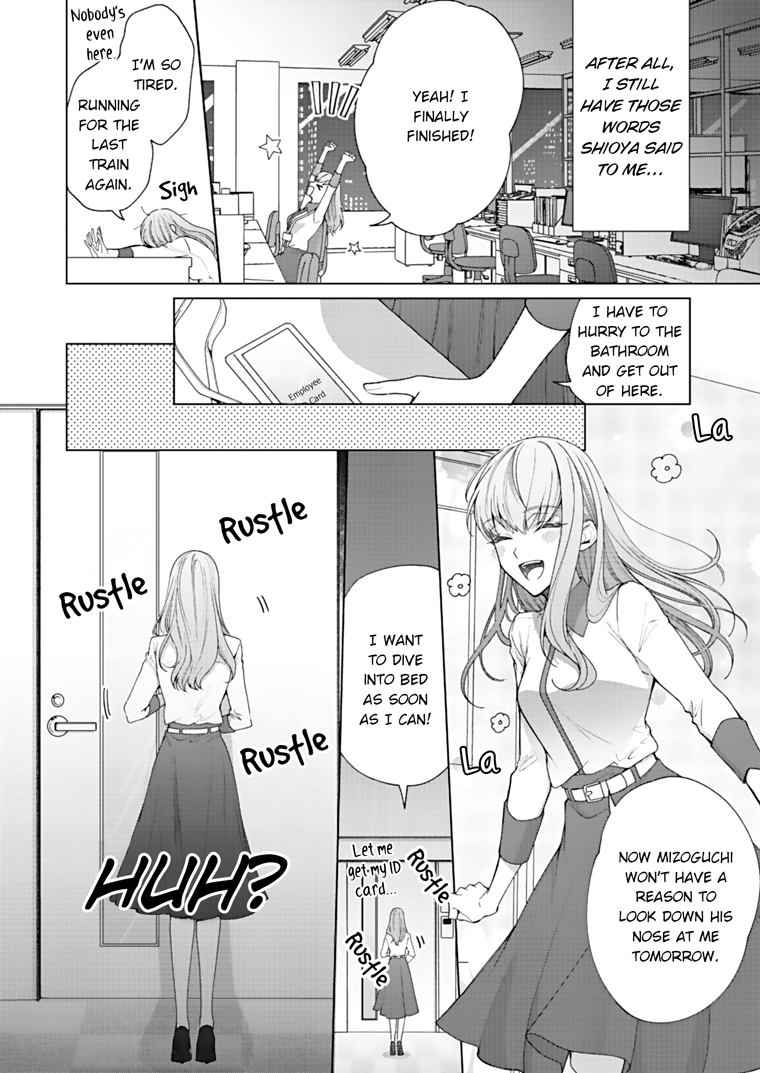 AFTER ALL,
I STILL
HAVE THOSE
WORDS
SHIOYA SAID
TO ME...
YEAH! I
FINALLY
FINISHED!
Nobody's
even
here.
I'M SO
TIRED.
RUNNING
FOR THE
LAST
TRAIN
AGAIN.
Sigh
I HAVE TO
HURRY TO THE
BATHROOM
AND GET OUT
OF HERE.
Employee
ID Card
La
La
NOW MIZOGUCHI
WON'T HAVE A
REASON TO
LOOK DOWN HIS
NOSE AT ME
TOMORROW.
I WANT
TO DIVE
INTO BED
AS SOON
AS I CAN!
Let me
get my ID
card...
Rustle
Rustle
Rustle
Rustle
Rustle
HUH?